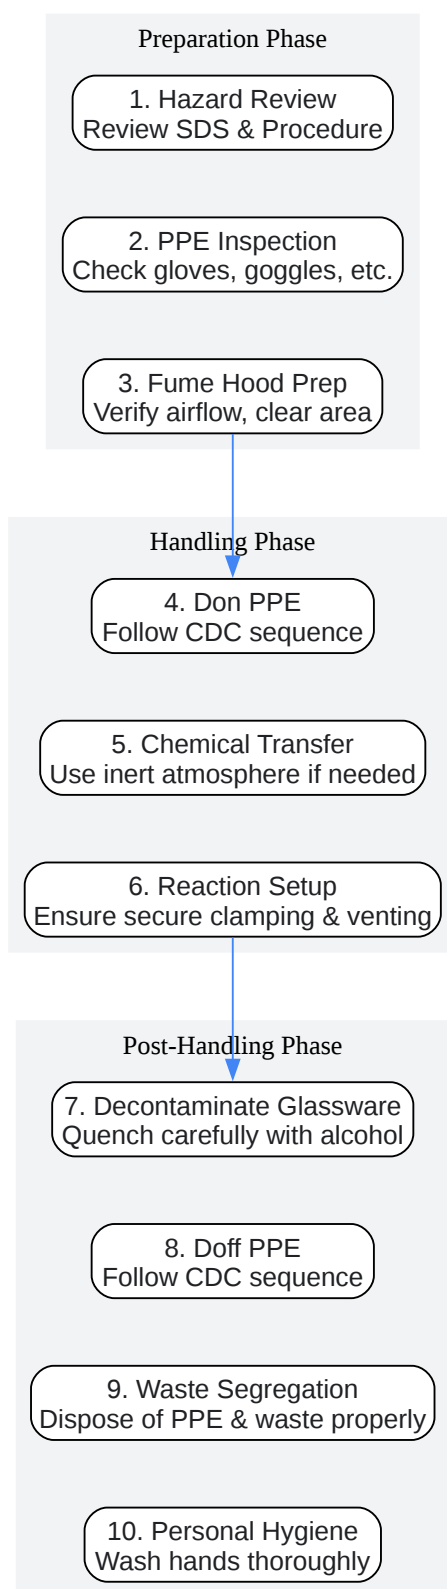 Preparation Phase
1. Hazard Review
Review SDS & Procedure
2. PPE Inspection
Check gloves, goggles, etc.
3. Fume Hood Prep
Verify airflow, clear area
Handling Phase
4. Don PPE
Follow CDC sequence
5. Chemical Transfer
Use inert atmosphere if needed
6. Reaction Setup
Ensure secure clamping & venting
Post-Handling Phase
7. Decontaminate Glassware
Quench carefully with alcohol
8. Doff PPE
Follow CDC sequence
9. Waste Segregation
Dispose of PPE & waste properly
10. Personal Hygiene
Wash hands thoroughly